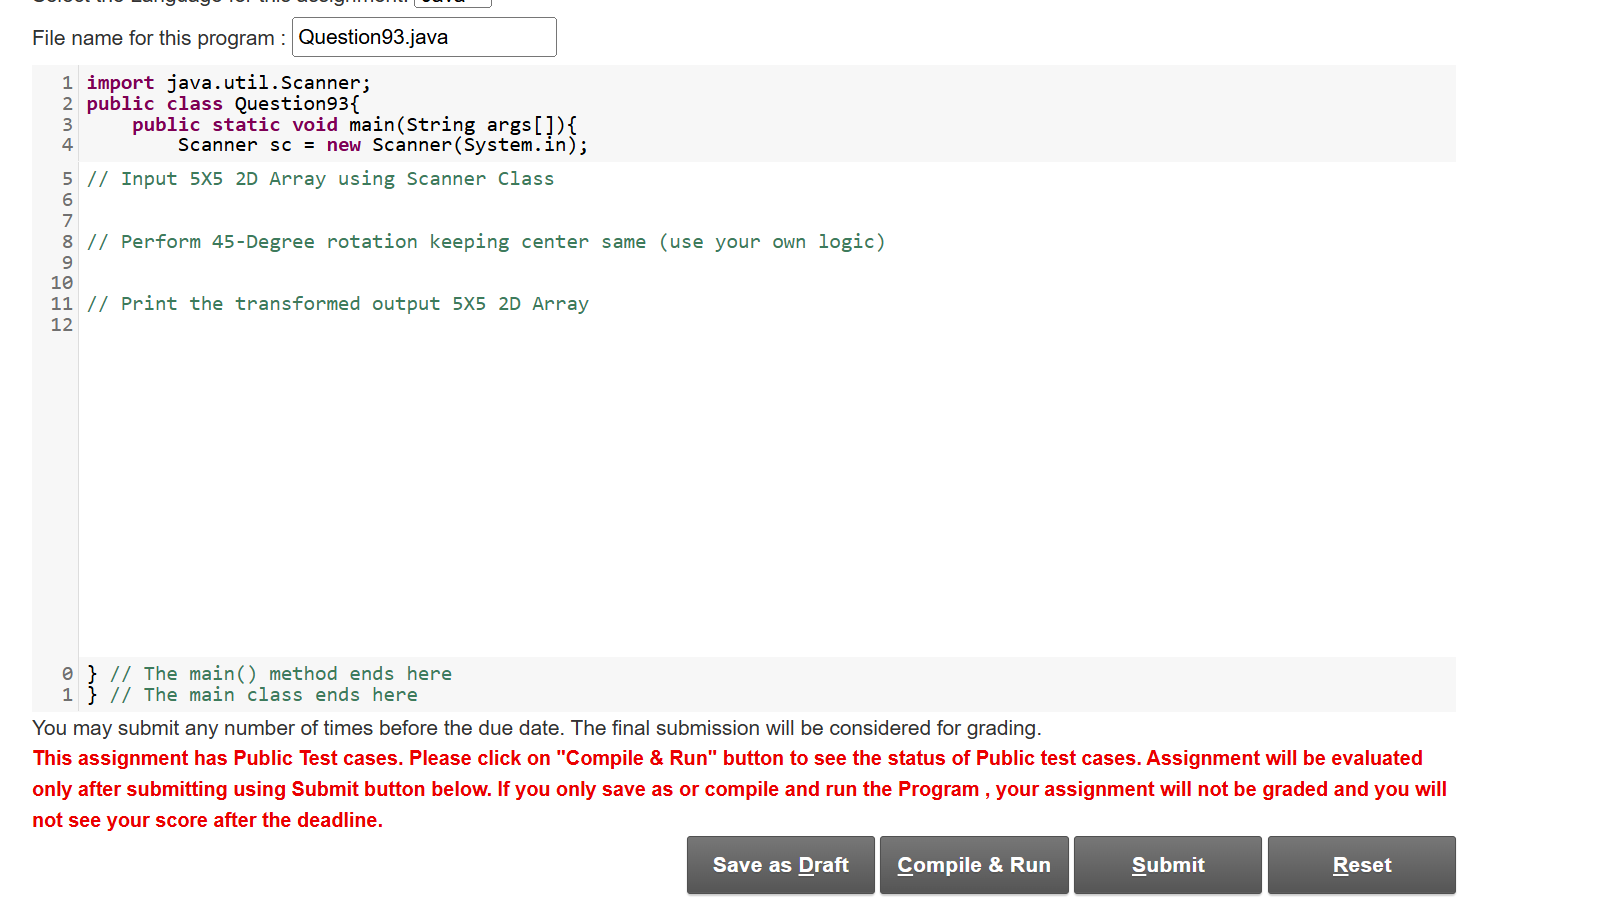 Select the Language for this assignment. Java
File name for this program : Question93.java
1 import java.util.Scanner;
2 public class Question93{
3     public static void main(String args[]){
4         Scanner sc = new Scanner(System.in);
5 // Input 5X5 2D Array using Scanner Class
6
7
8 // Perform 45-Degree rotation keeping center same (use your own logic)
9
10
11 // Print the transformed output 5X5 2D Array
12
0 } // The main() method ends here
1 } // The main class ends here
You may submit any number of times before the due date. The final submission will be considered for grading.
This assignment has Public Test cases. Please click on "Compile & Run" button to see the status of Public test cases. Assignment will be evaluated
only after submitting using Submit button below. If you only save as or compile and run the Program , your assignment will not be graded and you will
not see your score after the deadline.
Save as Draft Compile & Run Submit Reset